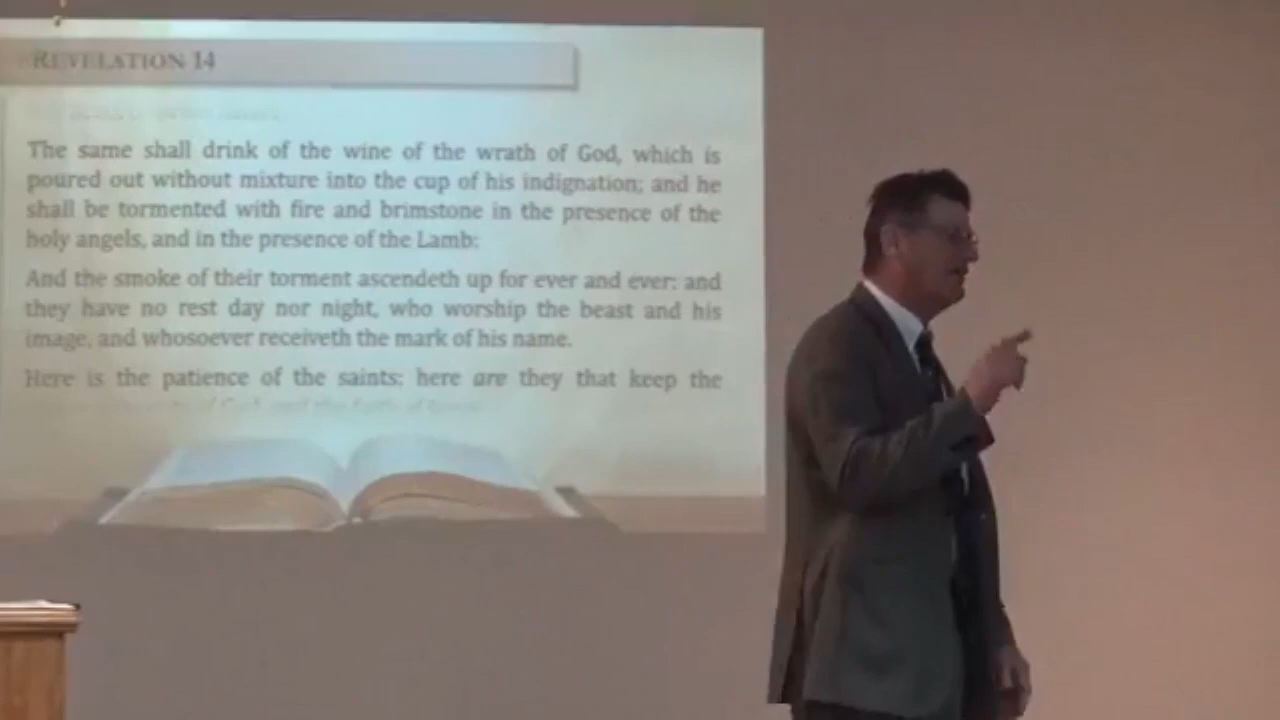 REVELATION 14
The same shall drink of the wine of the wrath of God, which is
poured out without mixture into the cup of his indignation; and he
shall be tormented with fire and brimstone in the presence of the
holy angels, and in the presence of the Lamb:
And the smoke of their torment ascendeth up for ever and ever: and
they have no rest day nor night, who worship the beast and his
image, and whosoever receiveth the mark of his name.
Here is the patience of the saints: here are they that keep the